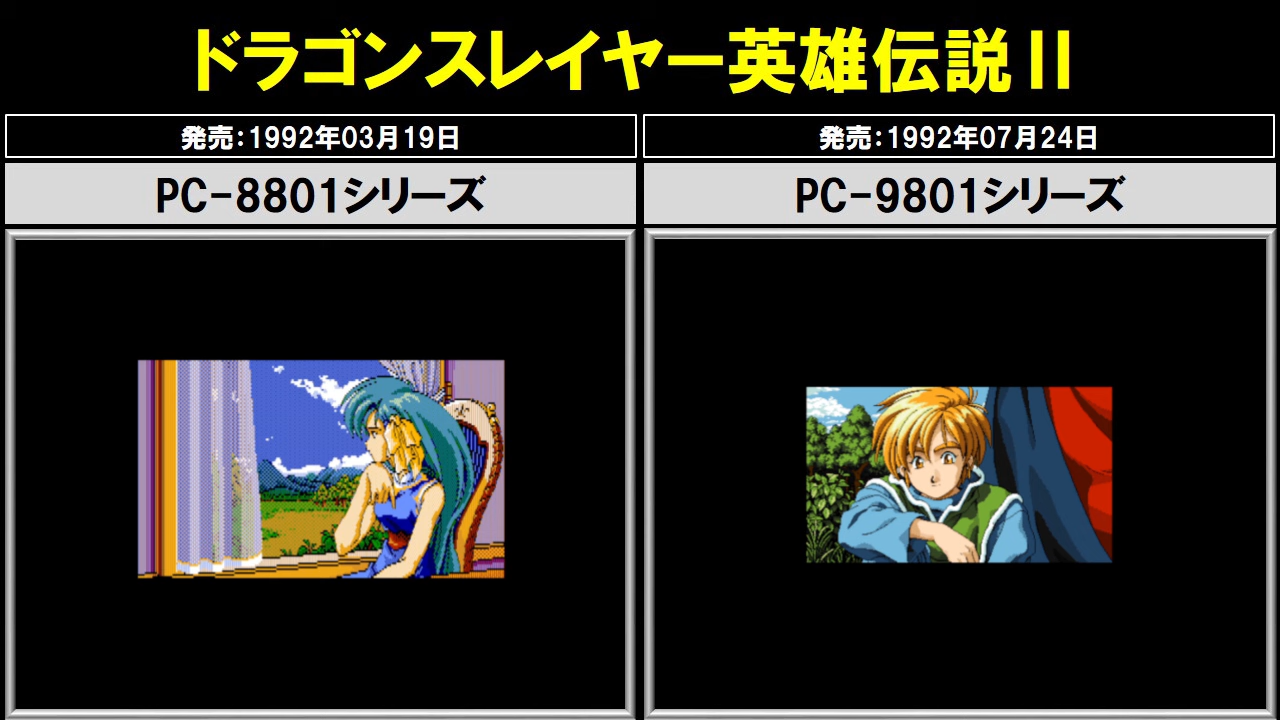 ドラゴンスレイヤー英雄伝説Ⅱ
発売：1992年03月19日
発売：1992年07月24日
PC-8801シリーズ
PC-9801シリーズ